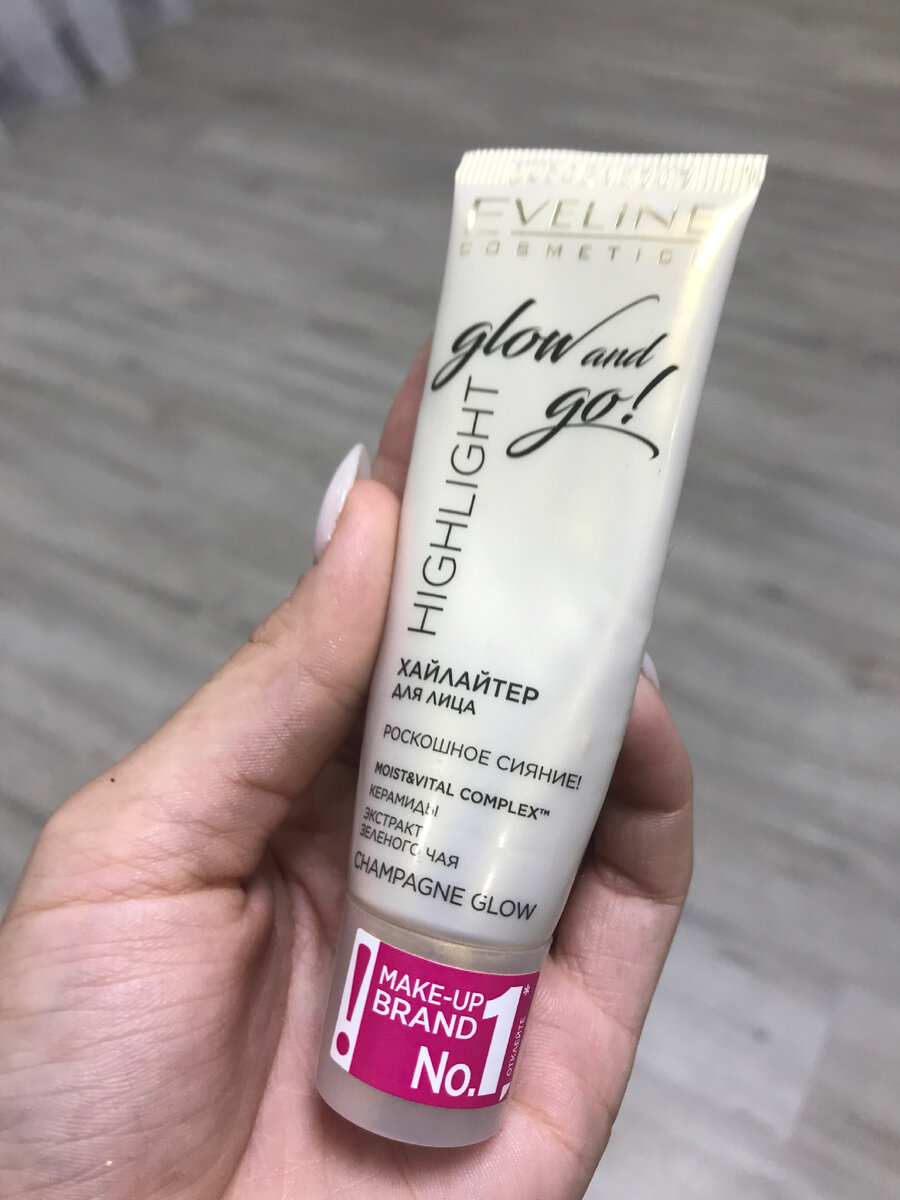 EVELINE
COSMETICS
glow and
go!
HIGHLIGHT
ХАЙЛАЙТЕР
ДЛЯ ЛИЦА
РОСКОШНОЕ СИЯНИЕ!
MOIST&VITAL COMPLEX™
КЕРАМИДЫ
ЭКСТРАКТ
ЗЕЛЕНОГО ЧАЯ
CHAMPAGNE GLOW
! MAKE-UP
BRAND
No.1*
ОТКЛЕЙТЕ